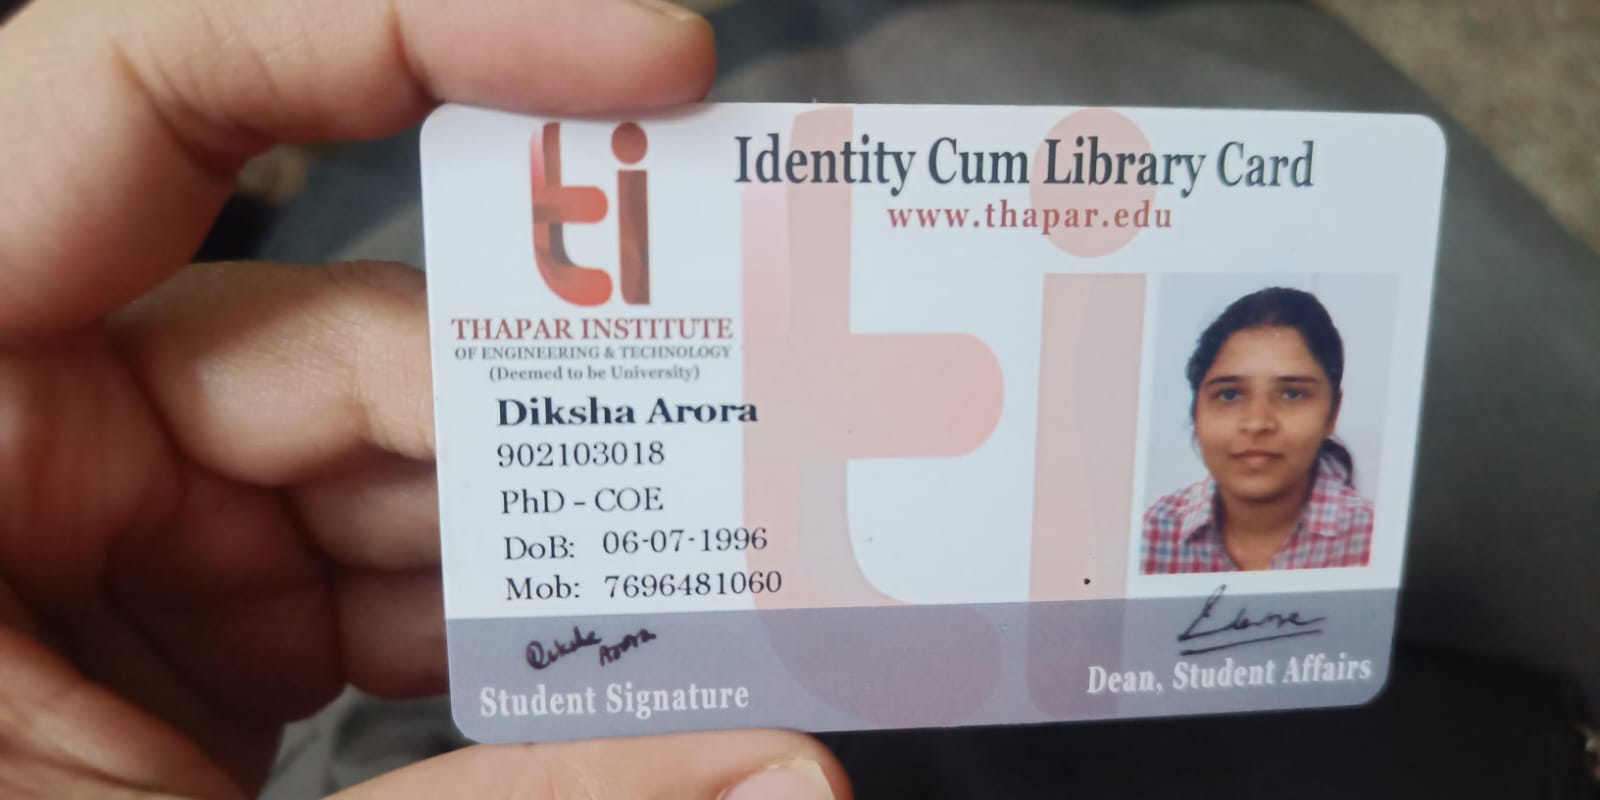 ti
Identity Cum Library Card
www.thapar.edu
THAPAR INSTITUTE
OF ENGINEERING & TECHNOLOGY
(Deemed to be University)
Diksha Arora
902103018
PhD - COE
DoB: 06-07-1996
Mob: 7696481060
Diksha Arora
Student Signature
Dean, Student Affairs